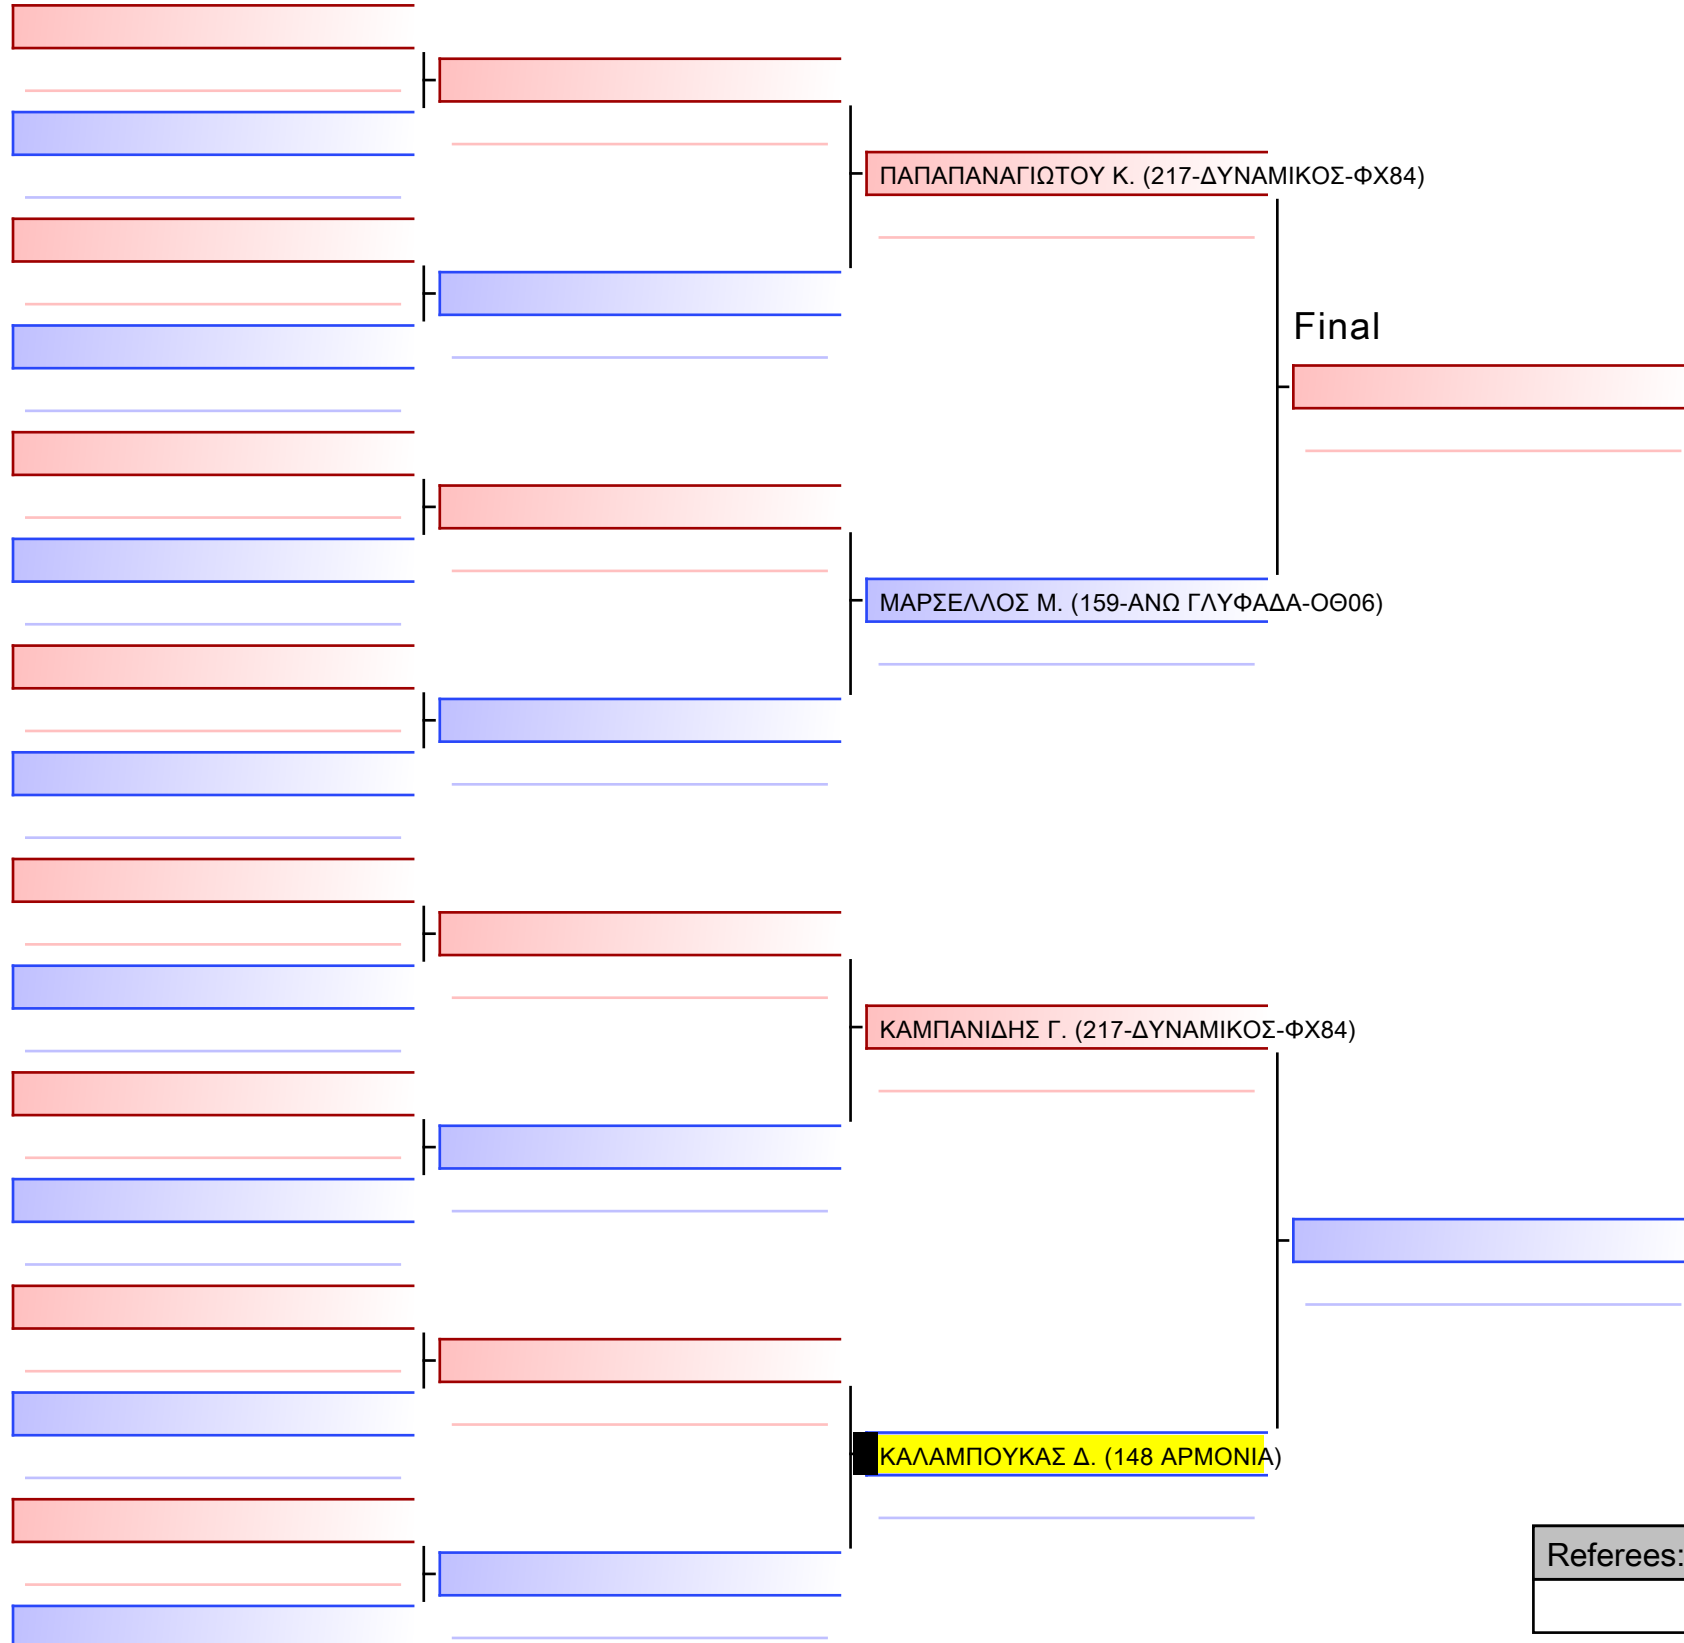 ΠΑΠΑΠΑΝΑΓΙΩΤΟΥ Κ. (217-ΔΥΝΑΜΙΚΟΣ-ΦΧ84)
Final
ΜΑΡΣΕΛΛΟΣ Μ. (159-ΑΝΩ ΓΛΥΦΑΔΑ-ΟΘ06)
ΚΑΜΠΑΝΙΔΗΣ Γ. (217-ΔΥΝΑΜΙΚΟΣ-ΦΧ84)
ΚΑΛΑΜΠΟΥΚΑΣ Δ. (148 ΑΡΜΟΝΙΑ)
Referees: